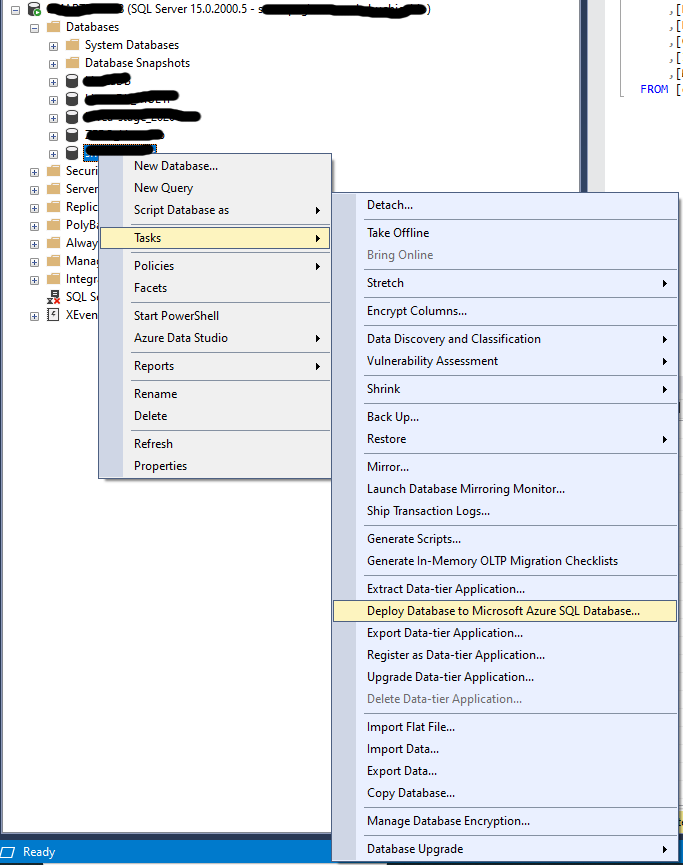 (SQL Server 15.0.2000.5 - s
Databases
System Databases
Database Snapshots
Securi
Server
Replic
PolyBa
Alway
Manag
Integr
SQL Se
XEven
New Database...
New Query
Script Database as
Tasks
Policies
Facets
Start PowerShell
Azure Data Studio
Reports
Rename
Delete
Refresh
Properties
Detach...
Take Offline
Bring Online
Stretch
Encrypt Columns...
Data Discovery and Classification
Vulnerability Assessment
Shrink
Back Up...
Restore
Mirror...
Launch Database Mirroring Monitor...
Ship Transaction Logs...
Generate Scripts...
Generate In-Memory OLTP Migration Checklists
Extract Data-tier Application...
Deploy Database to Microsoft Azure SQL Database...
Export Data-tier Application...
Register as Data-tier Application...
Upgrade Data-tier Application...
Delete Data-tier Application...
Import Flat File...
Import Data...
Export Data...
Copy Database...
Manage Database Encryption...
Database Upgrade
,[
,[
,[
,[
,[
FROM [
Ready